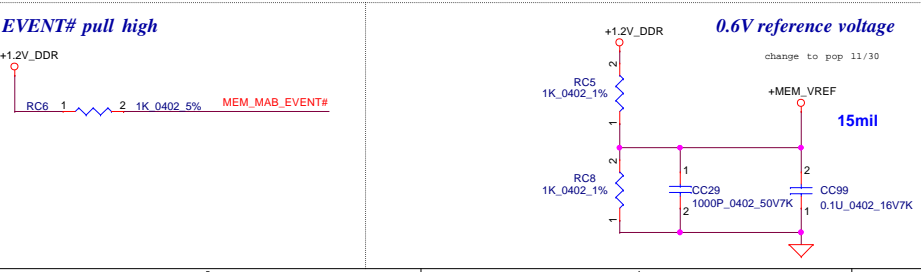 EVENT# pull high
+1.2V_DDR
RC6 1 2 1K_0402_5% MEM_MAB_EVENT#
0.6V reference voltage
+1.2V_DDR
change to pop 11/30
2
RC5
1K_0402_1%
1
+MEM_VREF
15mil
2
RC8
1K_0402_1%
1
1
CC29
1000P_0402_50V7K
2
2
CC99
0.1U_0402_16V7K
1